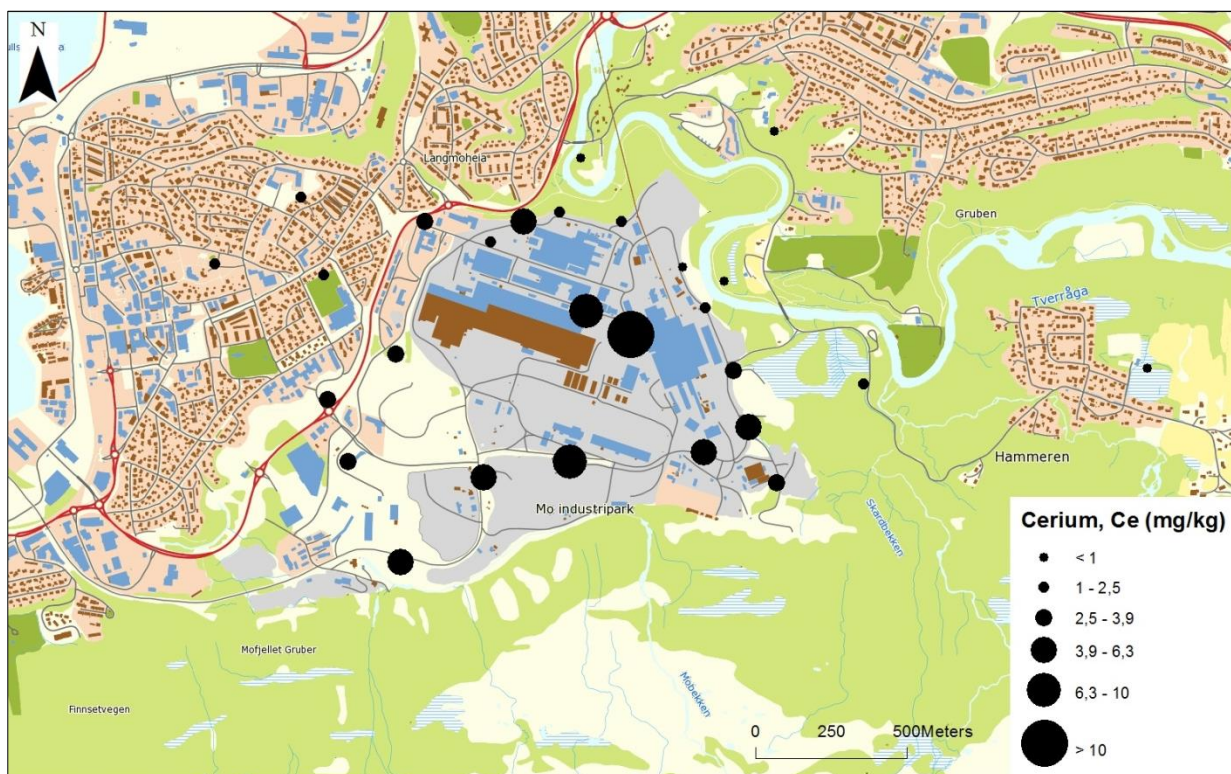 N
Langmoheia
Gruben
Tverråga
Hammeren
Mo industripark
Skardbekken
Mofjellet Gruber
Mobekken
Finnsetvegen
0 250 500Meters
Cerium, Ce (mg/kg)
< 1
1 - 2,5
2,5 - 3,9
3,9 - 6,3
6,3 - 10
> 10